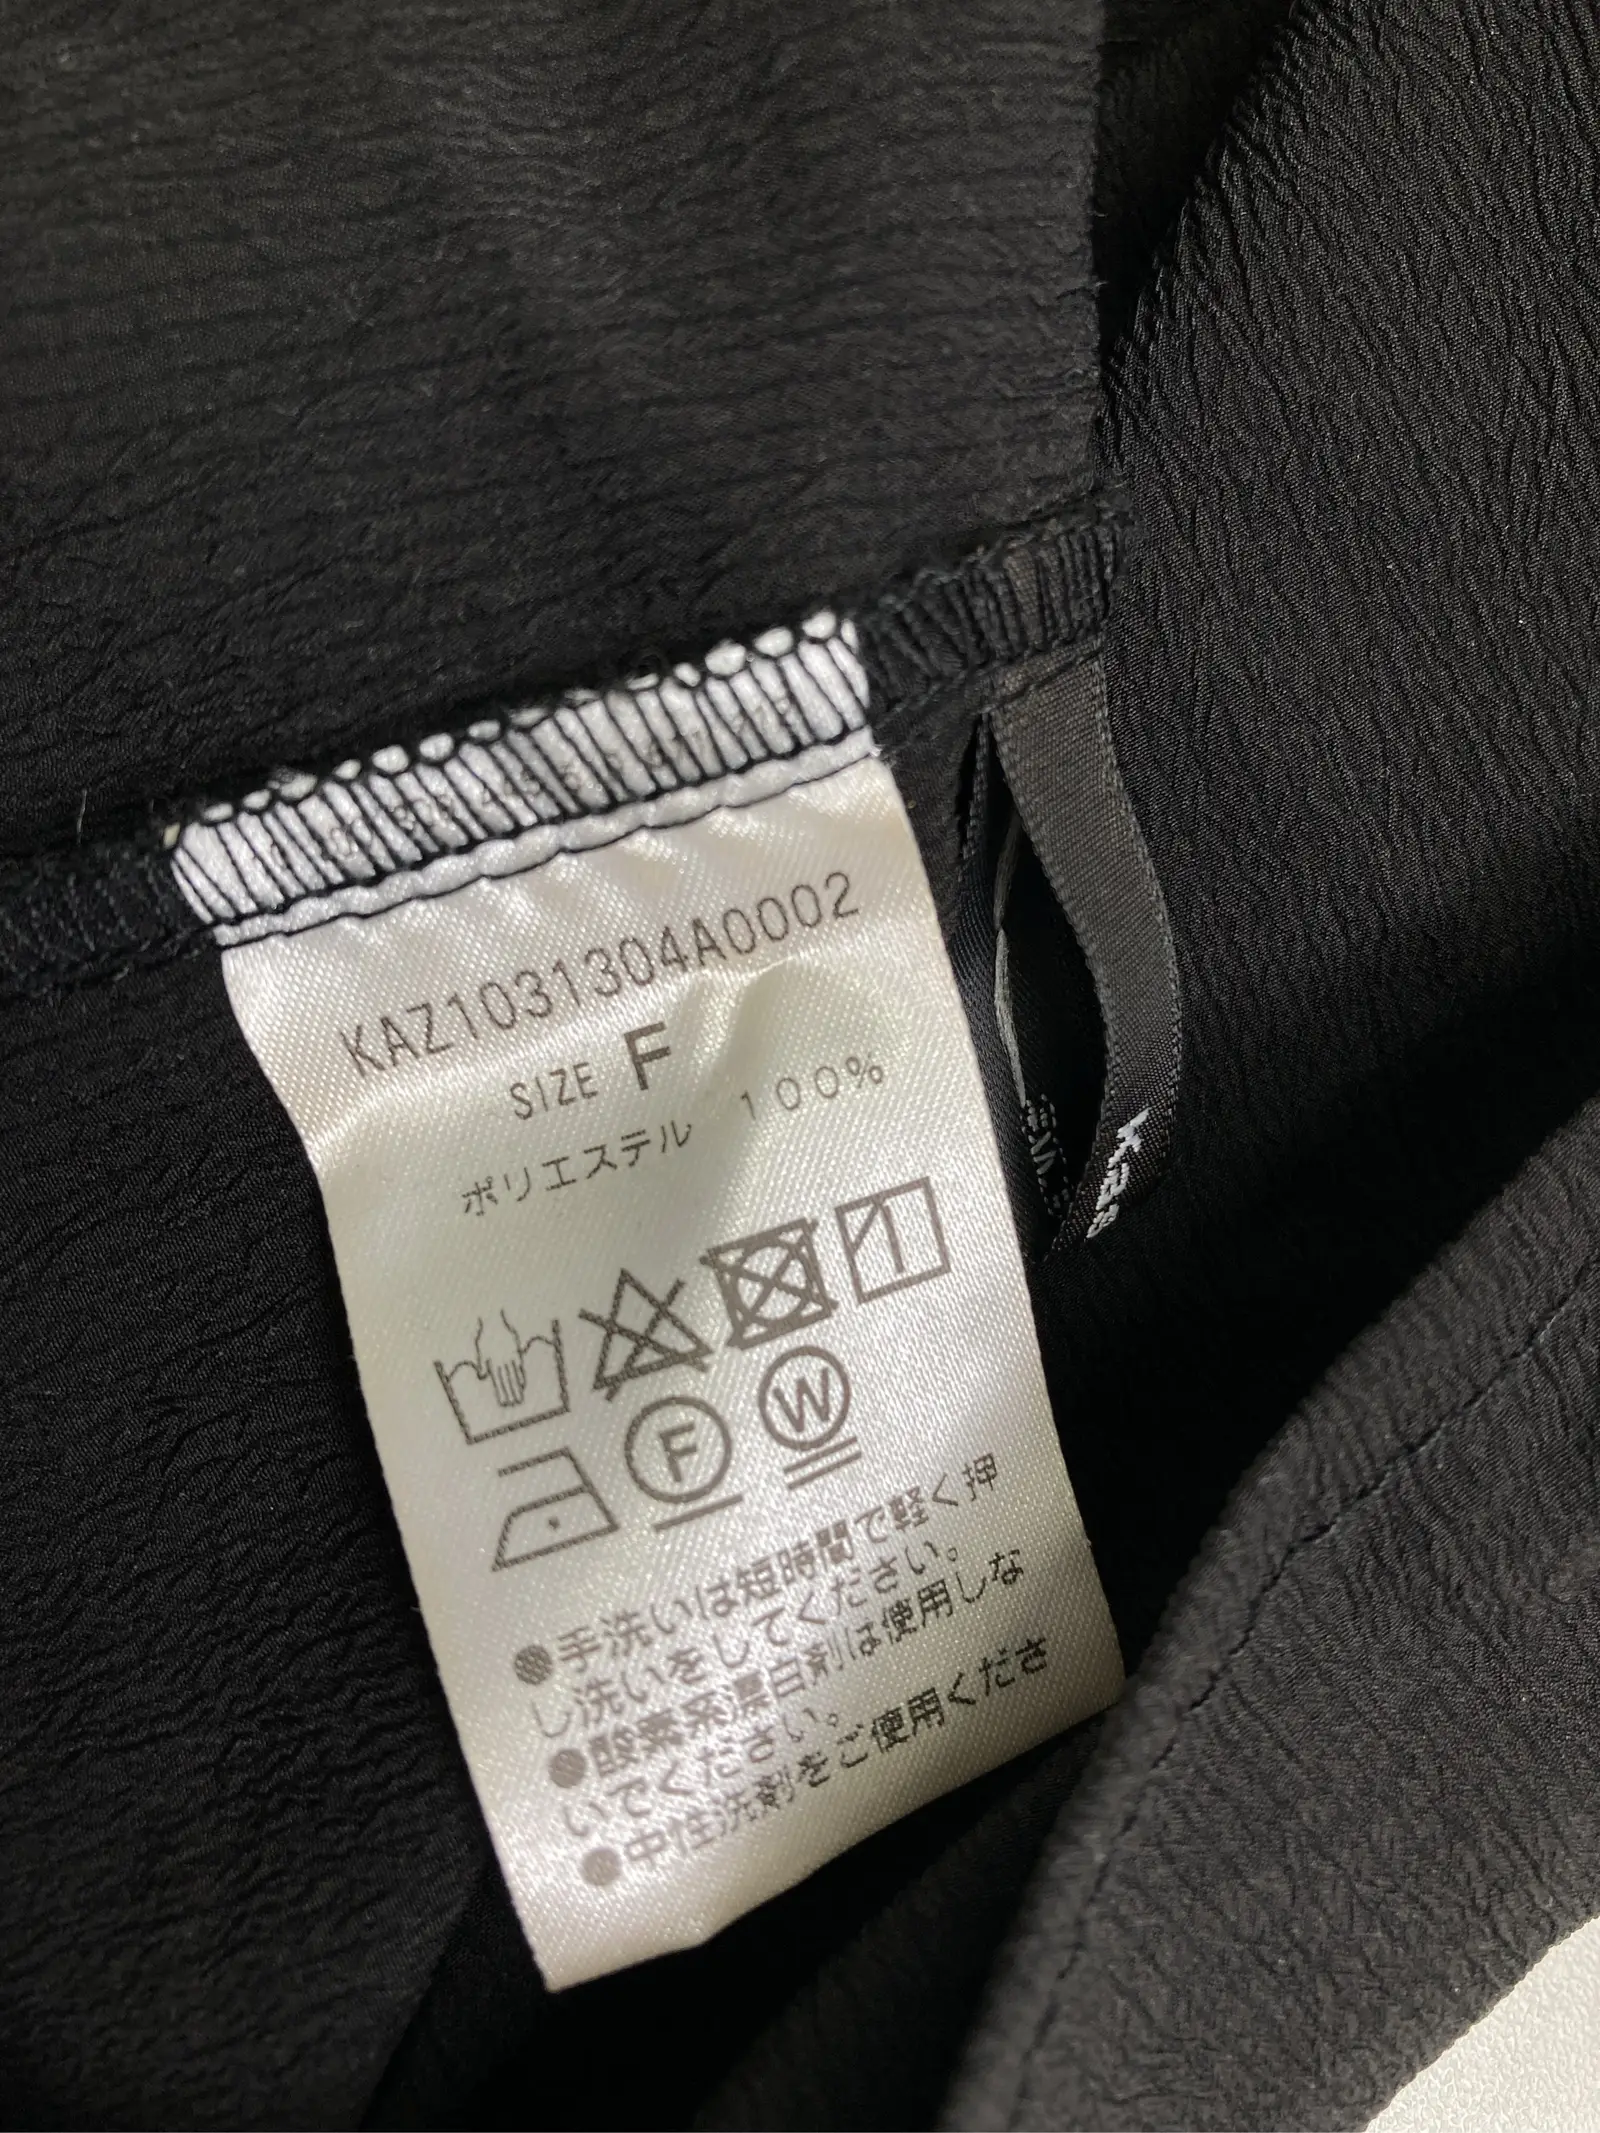 KAZ1031304A0002
SIZE F
ポリエステル 100%
F
W
●手洗いは短時間で軽く押
し洗いをしてください。
●酸素系漂白剤は使用しな
いでください。
●中性洗剤をご使用くださ